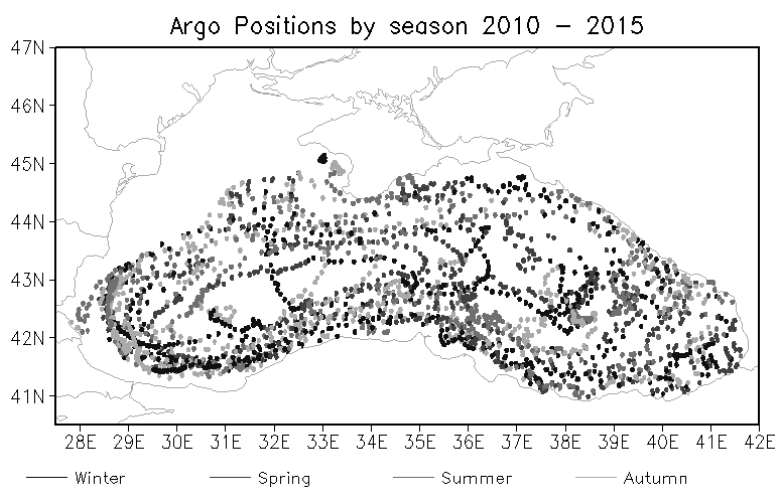 Argo Positions by season 2010 – 2015
47N
46N
45N
44N
43N
42N
41N
28E 29E 30E 31E 32E 33E 34E 35E 36E 37E 38E 39E 40E 41E 42E
Winter Spring Summer Autumn